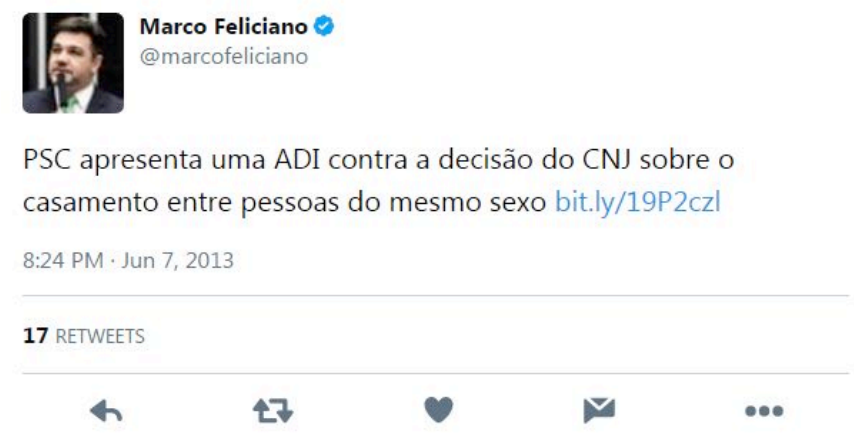 Marco Feliciano
@marcofeliciano
PSC apresenta uma ADI contra a decisão do CNJ sobre o
casamento entre pessoas do mesmo sexo bit.ly/19P2czl
8:24 PM · Jun 7, 2013
17 RETWEETS